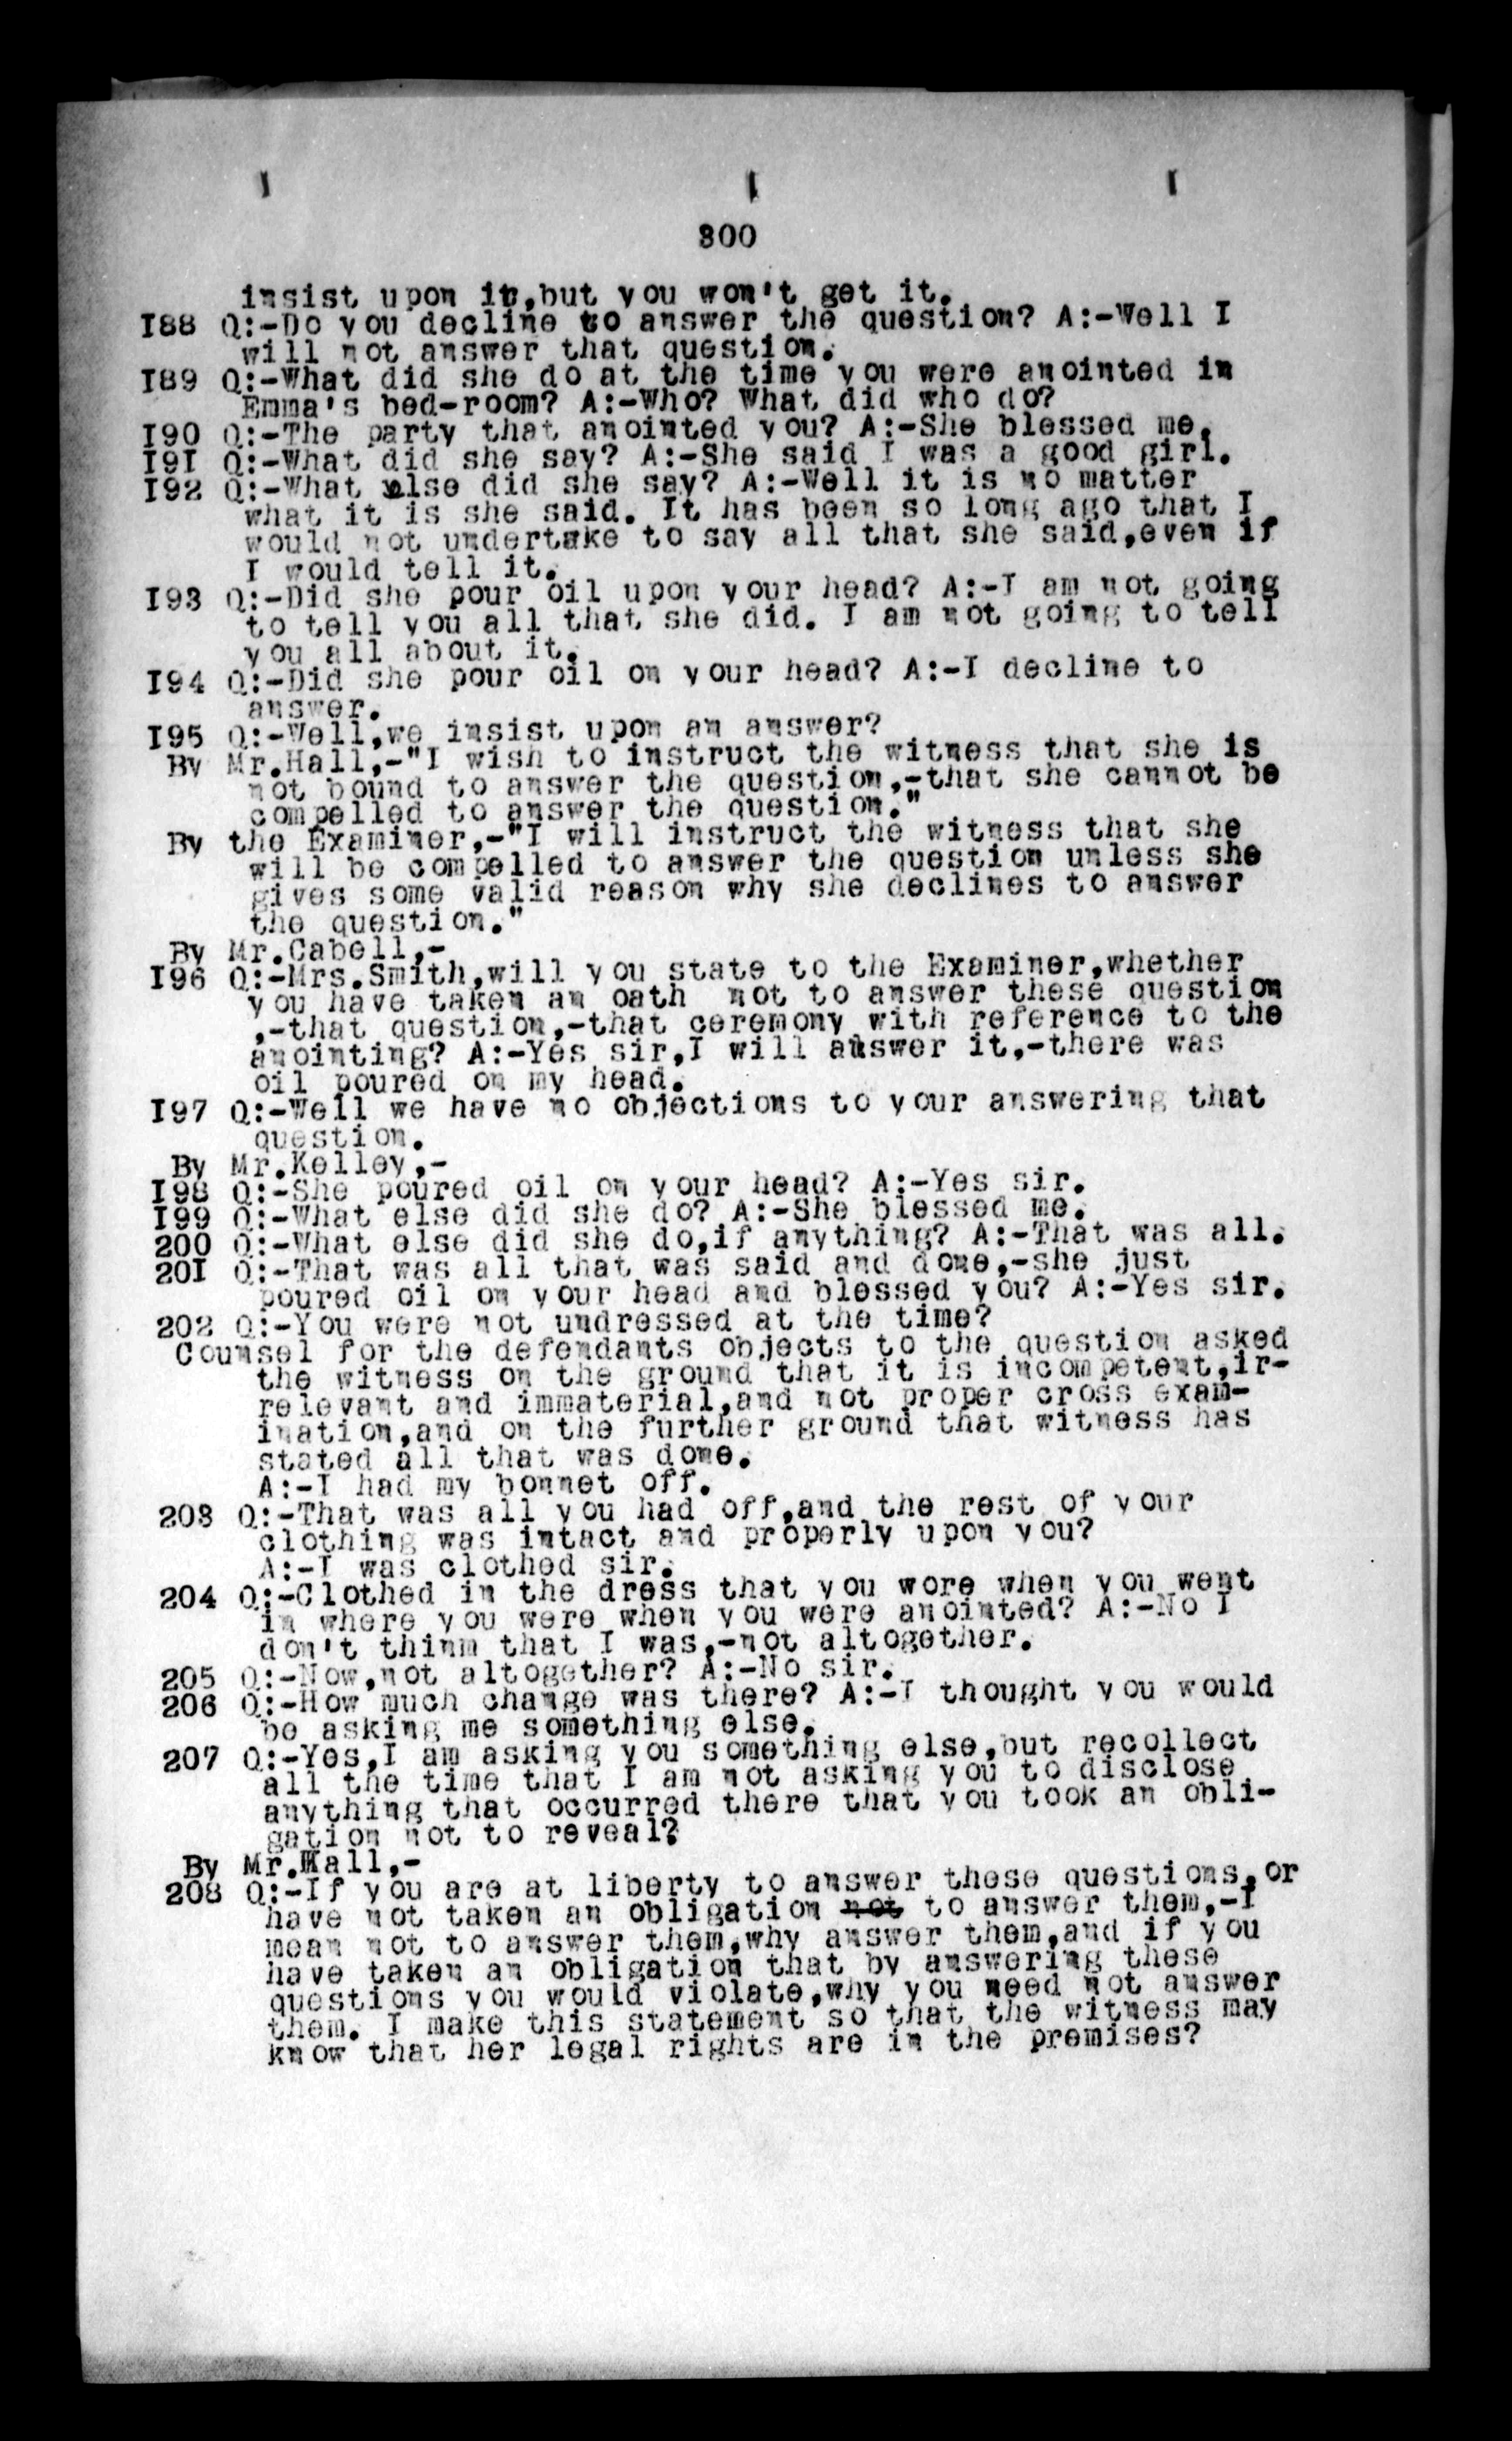 300
insist upon it,but you won't get it.
I88 Q:-Do you decline to answer the question? A:-Well I
will not answer that question.
I89 Q:-What did she do at the time you were anointed in
Emma's bed-room? A:-Who? What did who do?
I90 Q:-The party that anointed you? A:-She blessed me.
I9I Q:-What did she say? A:-She said I was a good girl.
I92 Q:-What else did she say? A:-Well it is no matter
what it is she said. It has been so long ago that I
would not undertake to say all that she said,even if
I would tell it.
I93 Q:-Did she pour oil upon your head? A:-I am not going
to tell you all that she did. I am not going to tell
you all about it.
I94 Q:-Did she pour oil on your head? A:-I decline to
answer.
I95 Q:-Well,we insist upon an answer?
By Mr.Hall,-"I wish to instruct the witness that she is
not bound to answer the question,-that she cannot be
compelled to answer the question."
By the Examiner,-"I will instruct the witness that she
will be compelled to answer the question unless she
gives some valid reason why she declines to answer
the question."
By Mr.Cabell,-
I96 Q:-Mrs.Smith,will you state to the Examiner,whether
you have taken an oath not to answer these question
,-that question,-that ceremony with reference to the
anointing? A:-Yes sir,I will answer it,-there was
oil poured on my head.
I97 Q:-Well we have no objections to your answering that
question.
By Mr.Kelley,-
I98 Q:-She poured oil on your head? A:-Yes sir.
I99 Q:-What else did she do? A:-She blessed me.
200 Q:-What else did she do,if anything? A:-That was all.
20I Q:-That was all that was said and done,-she just
poured oil on your head and blessed you? A:-Yes sir.
202 Q:-You were not undressed at the time?
Counsel for the defendants objects to the question asked
the witness on the ground that it is incompetent,ir-
relevant and immaterial,and not proper cross exam-
ination,and on the further ground that witness has
stated all that was done.
A:-I had my bonnet off.
203 Q:-That was all you had off,and the rest of your
clothing was intact and properly upon you?
A:-I was clothed sir.
204 Q:-Clothed in the dress that you wore when you went
in where you were when you were anointed? A:-No I
don't thinm that I was,-not altogether.
205 Q:-Now,not altogether? A:-No sir.
206 Q:-How much change was there? A:-I thought you would
be asking me something else.
207 Q:-Yes,I am asking you something else,but recollect
all the time that I am not asking you to disclose
anything that occurred there that you took an obli-
gation not to reveal?
By Mr.Hall,-
208 Q:-If you are at liberty to answer these questions,or
have not taken an obligation not to answer them,-I
mean not to answer them,why answer them,and if you
have taken an obligation that by answering these
questions you would violate,why you need not answer
them. I make this statement so that the witness may
know that her legal rights are in the premises?